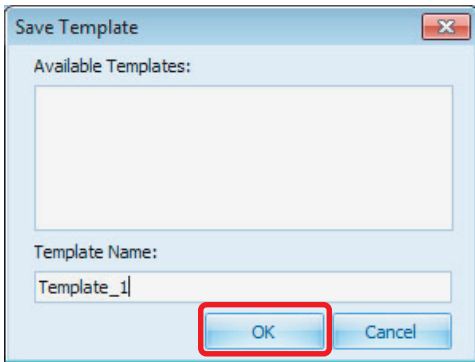 Save Template
Available Templates:
Template Name:
Template_1
OK Cancel